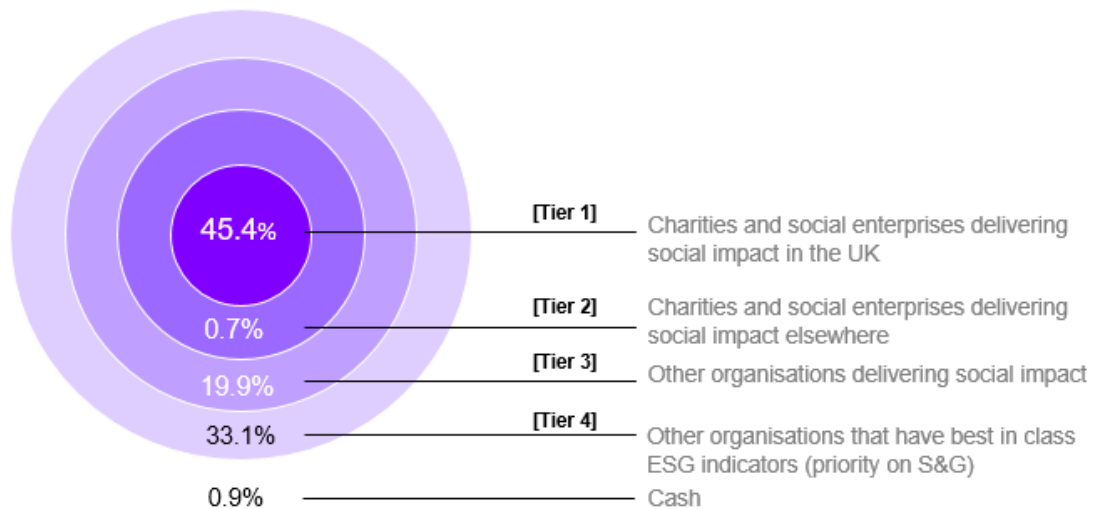 45.4%
[Tier 1]
Charities and social enterprises delivering
social impact in the UK
0.7%
[Tier 2]
Charities and social enterprises delivering
social impact elsewhere
19.9%
[Tier 3]
Other organisations delivering social impact
33.1%
[Tier 4]
Other organisations that have best in class
ESG indicators (priority on S&G)
0.9%
Cash